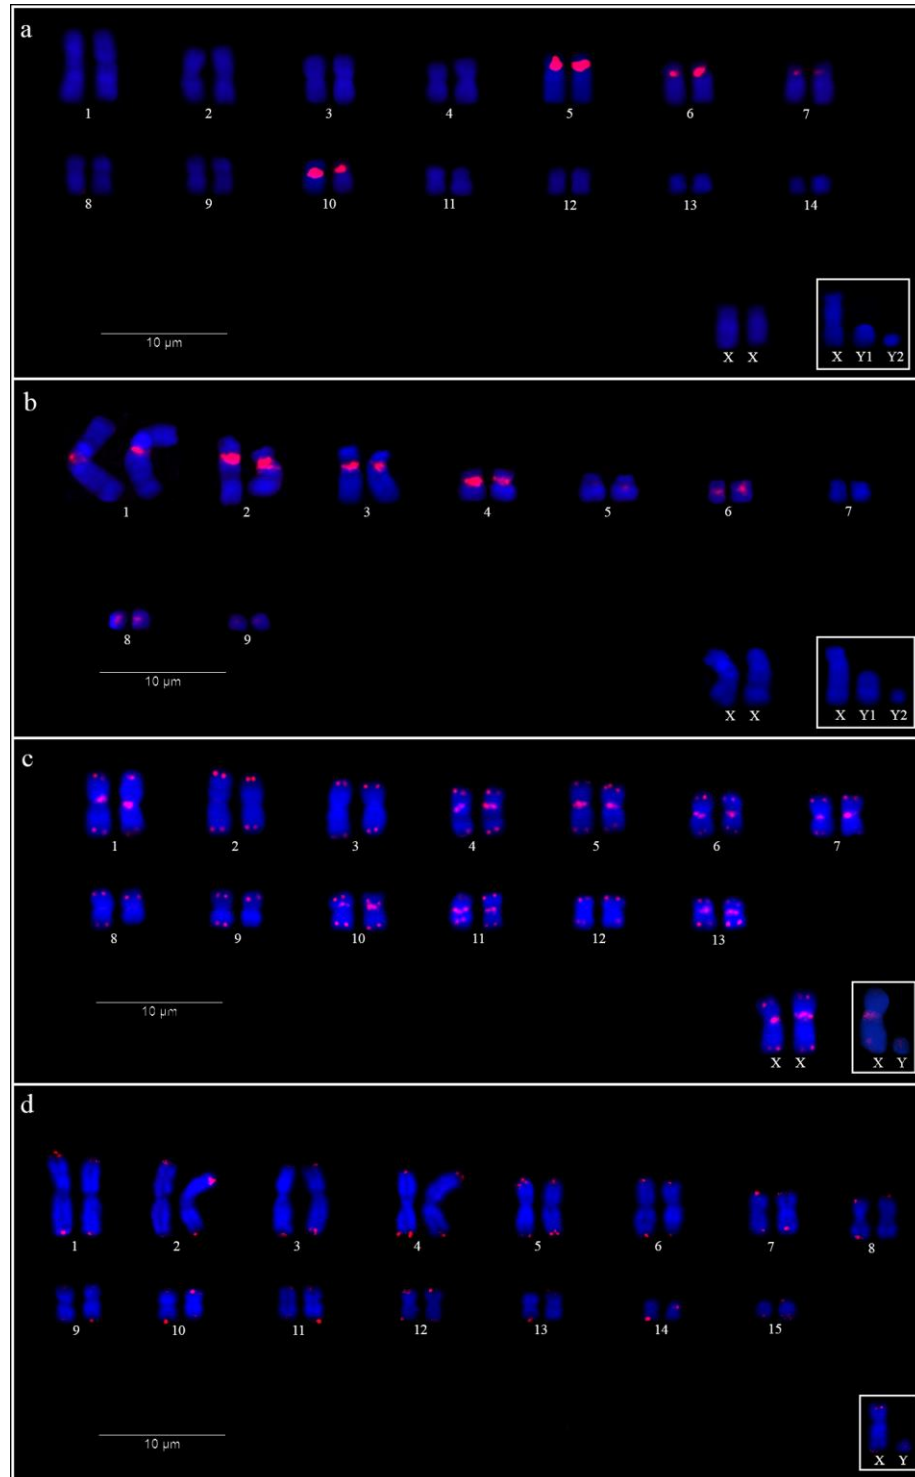 a
1 2 3 4 5 6 7
8 9 10 11 12 13 14
10 µm
X X X Y1 Y2
b
1 2 3 4 5 6 7
8 9
10 µm
X X X Y1 Y2
c
1 2 3 4 5 6 7
8 9 10 11 12 13
10 µm
X X X Y
d
1 2 3 4 5 6 7 8
9 10 11 12 13 14 15
10 µm
X Y